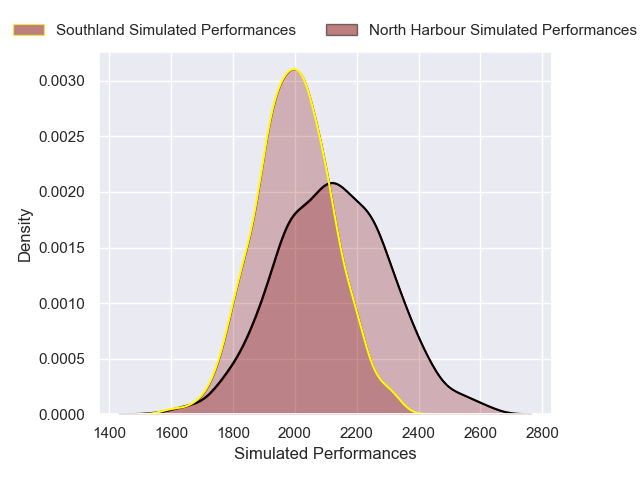 Southland Simulated Performances North Harbour Simulated Performances
0.0030
0.0025
0.0020
0.0015
0.0010
0.0005
0.0000
Density
1400 1600 1800 2000 2200 2400 2600 2800
Simulated Performances